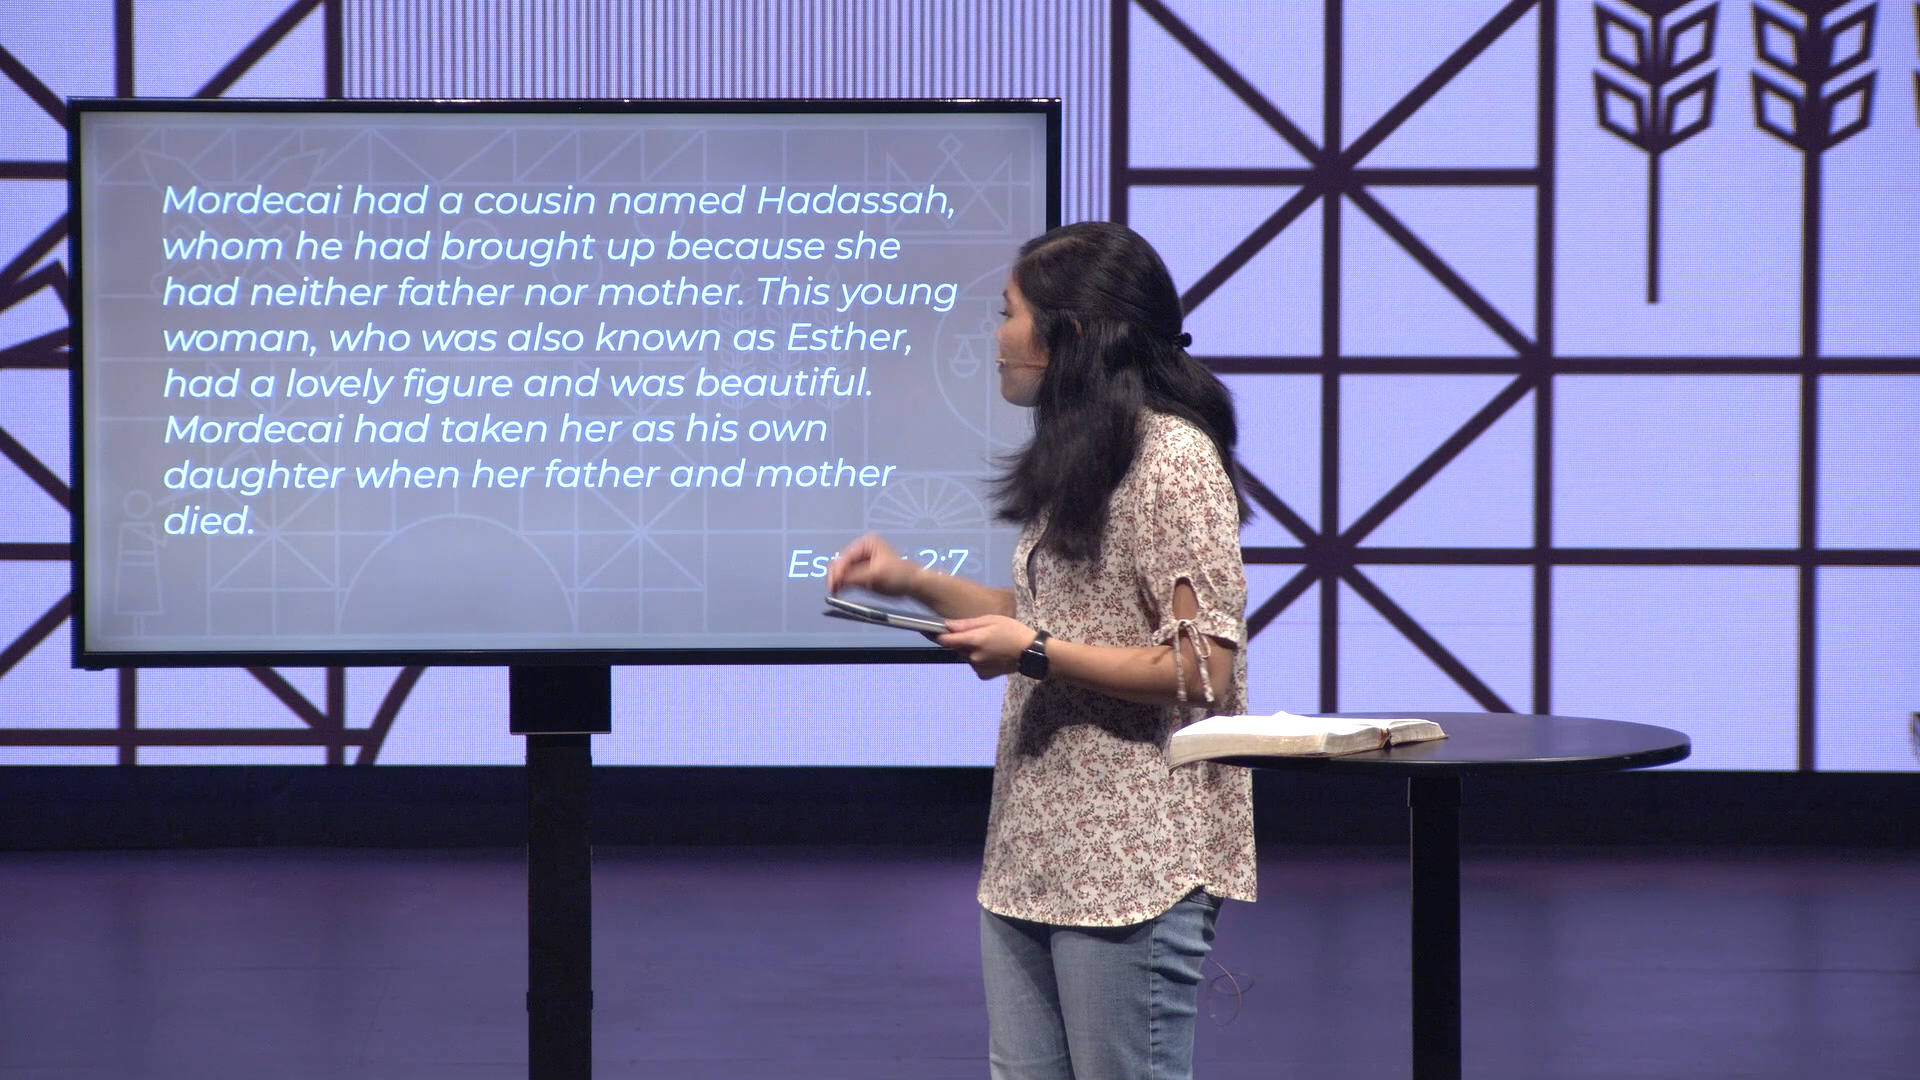 Mordecai had a cousin named Hadassah,
whom he had brought up because she
had neither father nor mother. This young
woman, who was also known as Esther,
had a lovely figure and was beautiful.
Mordecai had taken her as his own
daughter when her father and mother
died.
2:7